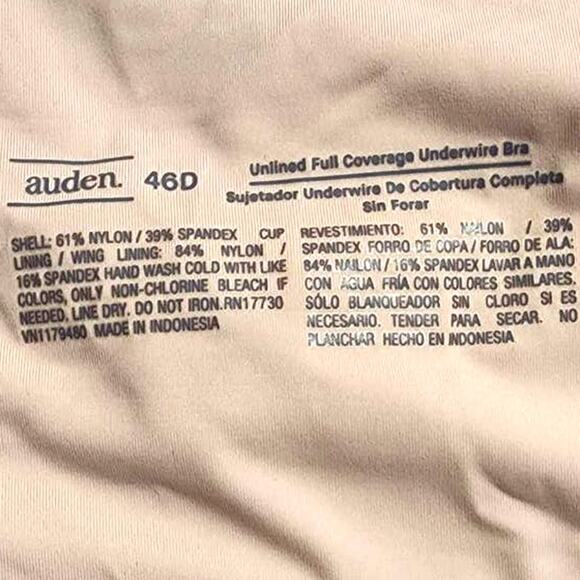 auden. 46D
Unlined Full Coverage Underwire Bra
Sujetador Underwire De Cobertura Completa
Sin Forar
SHELL: 61% NYLON / 39% SPANDEX CUP
LINING / WING LINING: 84% NYLON /
16% SPANDEX HAND WASH COLD WITH LIKE
COLORS, ONLY NON-CHLORINE BLEACH IF
NEEDED, LINE DRY. DO NOT IRON.RN17730
VN1179480 MADE IN INDONESIA
REVESTIMIENTO: 61% NAILON / 39%
SPANDEX FORRO DE COPA / FORRO DE ALA:
84% NAILON / 16% SPANDEX LAVAR A MANO
CON AGUA FRÍA CON COLORES SIMILARES,
SÓLO BLANQUEADOR SIN CLORO SI ES
NECESARIO. TENDER PARA SECAR. NO
PLANCHAR HECHO EN INDONESIA